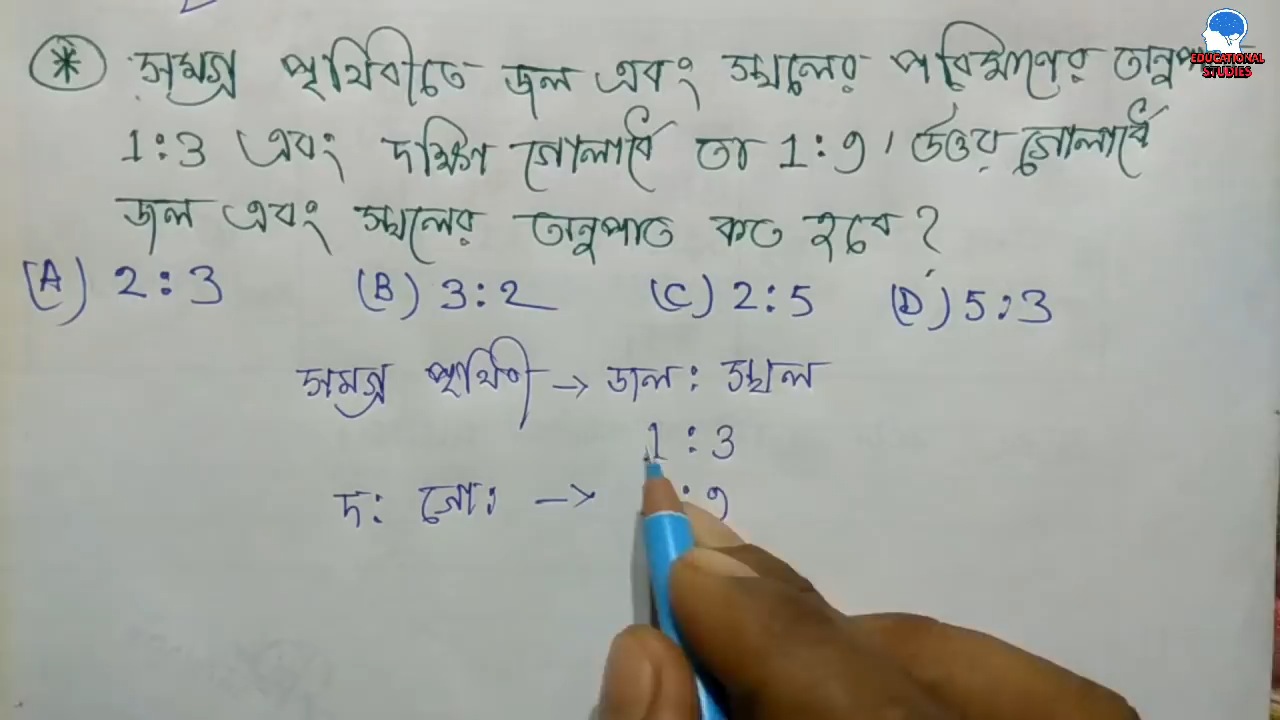 EDUCATIONAL
STUDIES
* সমগ্র পৃথিবীতে জল এবং স্থলের পরিমাণের
1:3 এবং দক্ষিণ গোলার্ধে তা 1:9। উত্তর গোলার্ধে
জল এবং স্থলের অনুপাত কত হবে?
(A) 2:3 (B) 3:2 (C) 2:5 (D) 5:3
সমগ্র পৃথিবী → জল : স্থল
1 : 3
দঃ গোঃ → : 9